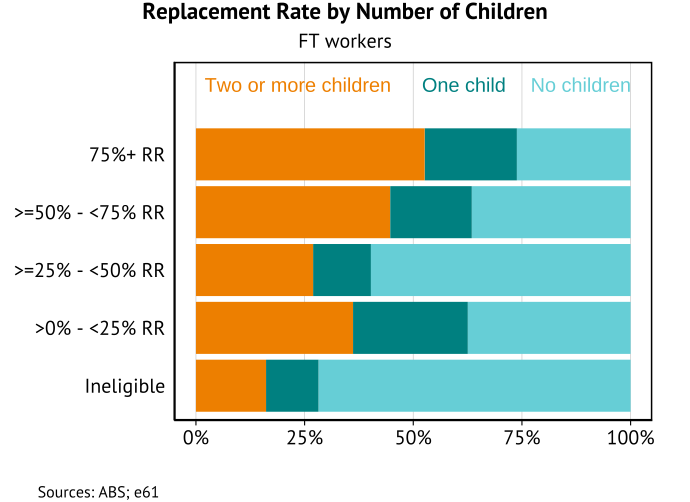 Replacement Rate by Number of Children
FT workers
Two or more children One child No children
75%+ RR
>=50% - <75% RR
>=25% - <50% RR
>0% - <25% RR
Ineligible
0% 25% 50% 75% 100%
Sources: ABS; e61